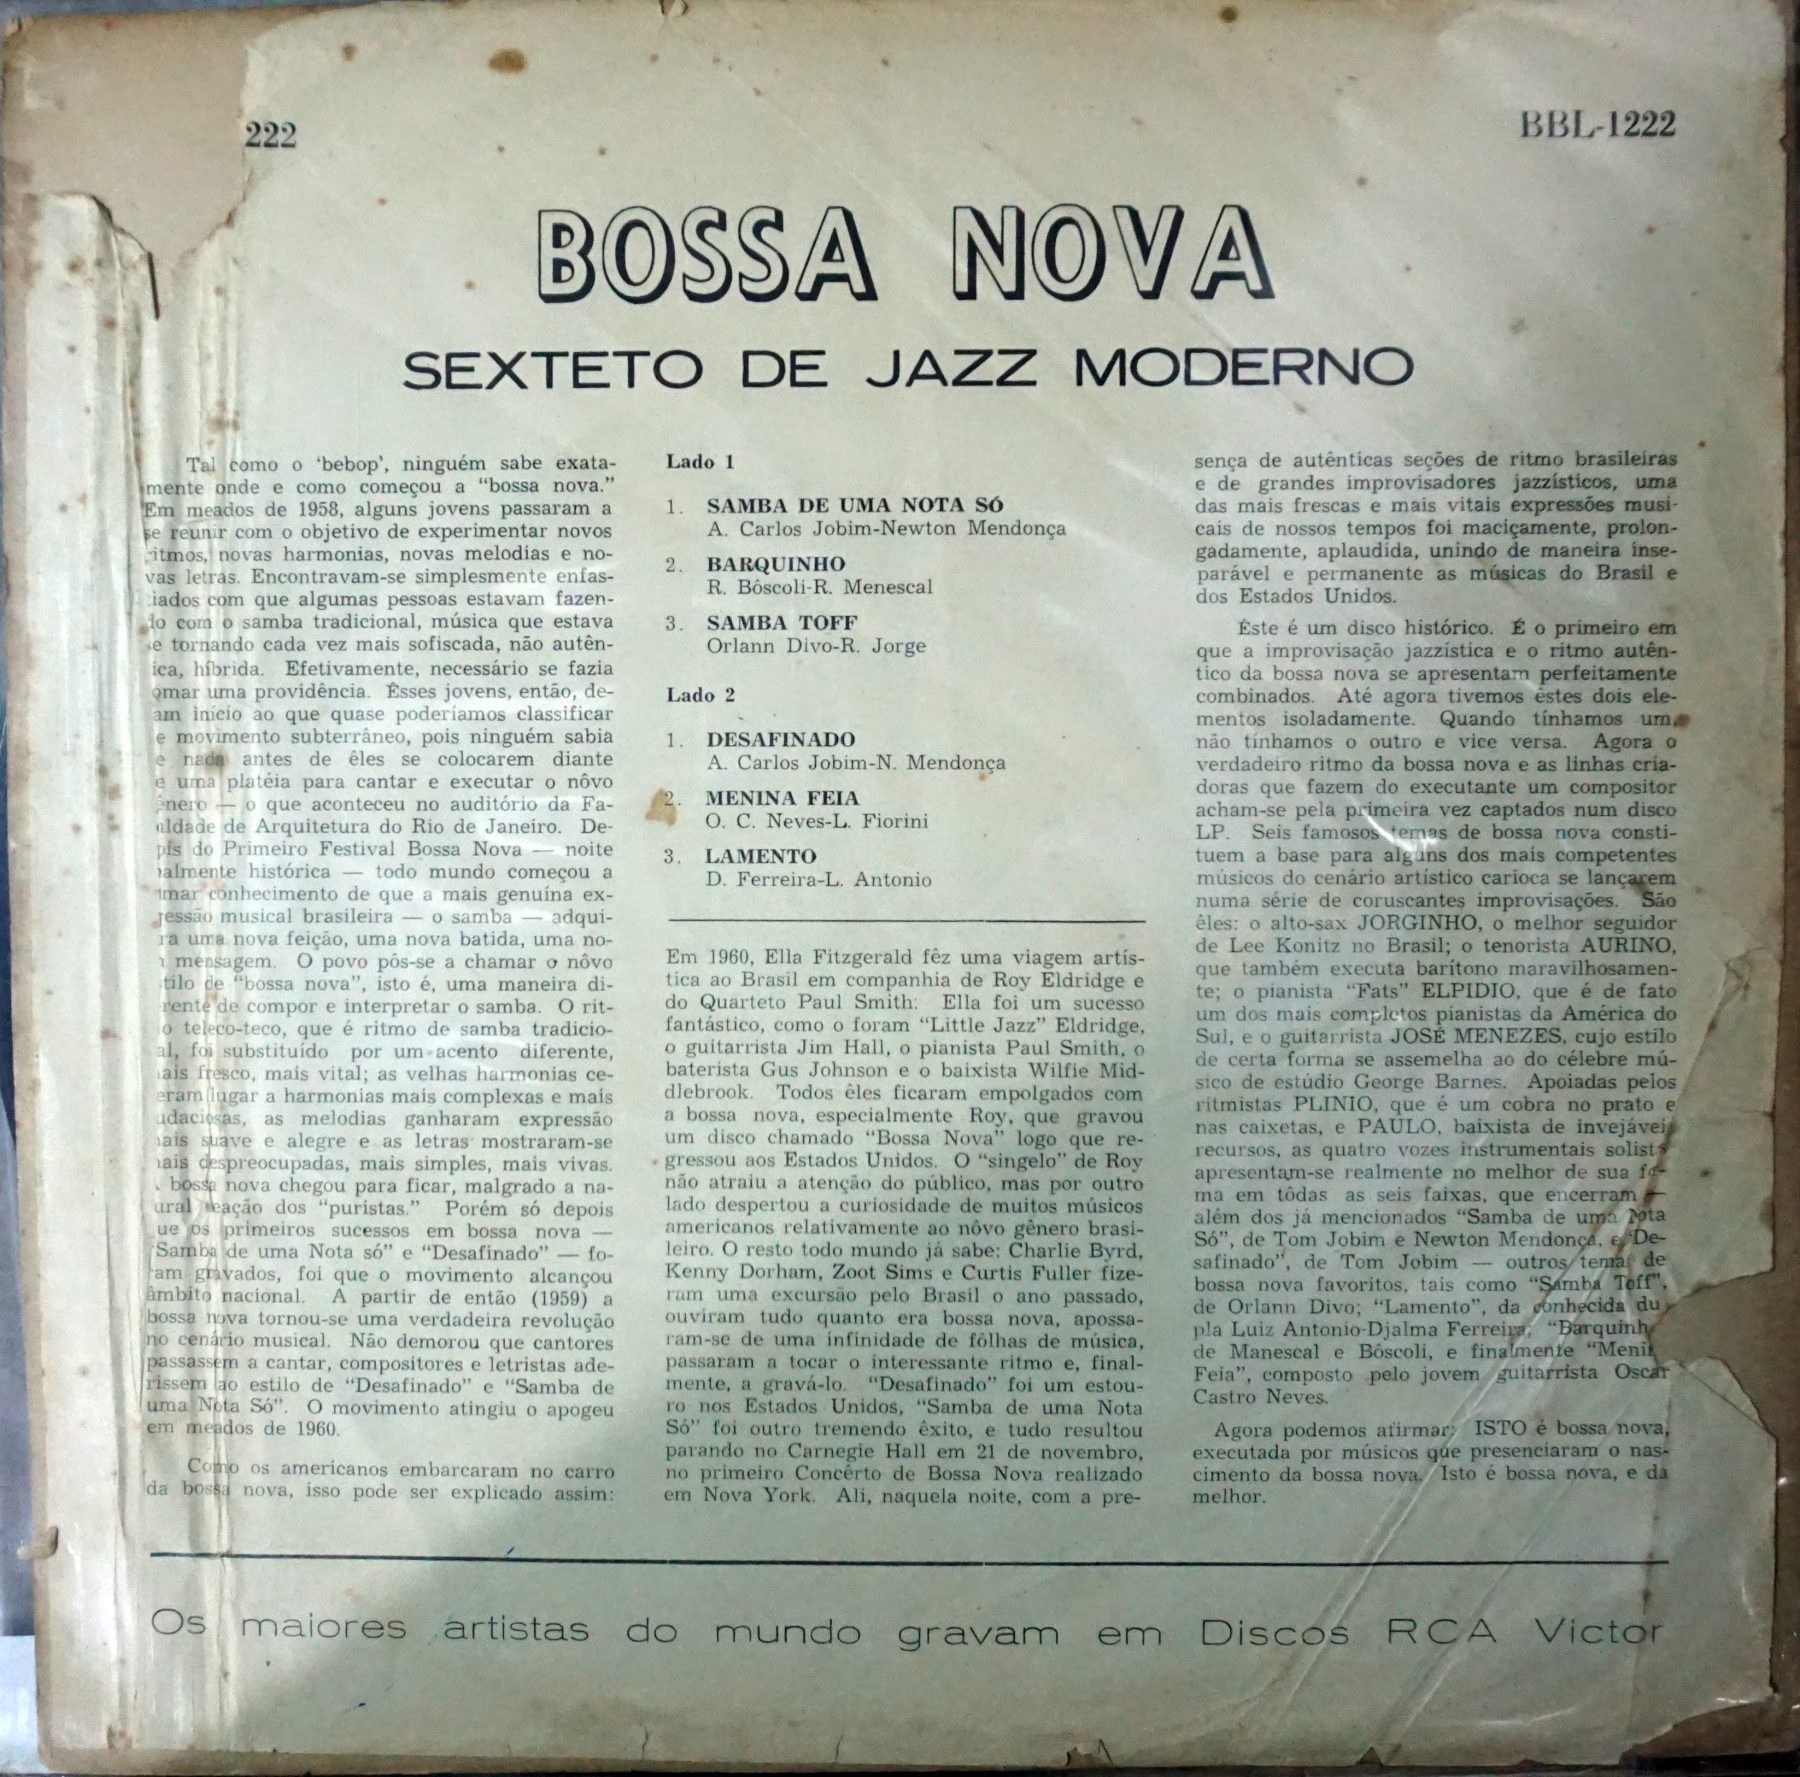 222
BBL-1222
BOSSA NOVA
SEXTETO DE JAZZ MODERNO
Tal como o ‘bebop’, ninguém sabe exata-
mente onde e como começou a “bossa nova.”
Em meados de 1958, alguns jovens passaram a
se reunir com o objetivo de experimentar novos
ritmos, novas harmonias, novas melodias e no-
vas letras. Encontravam-se simplesmente enfas-
iados com que algumas pessoas estavam fazen-
do com o samba tradicional, música que estava
e tornando cada vez mais sofiscada, não autên-
ica, híbrida. Efetivamente, necessário se fazia
omar uma providência. Êsses jovens, então, de-
am início ao que quase poderíamos classificar
e movimento subterrâneo, pois ninguém sabia
e nada antes de êles se colocarem diante
e uma platéia para cantar e executar o nôvo
ênero — o que aconteceu no auditório da Fa-
uldade de Arquitetura do Rio de Janeiro. De-
pis do Primeiro Festival Bossa Nova — noite
almente histórica — todo mundo começou a
mar conhecimento de que a mais genuína ex-
ressão musical brasileira — o samba — adqui-
ra uma nova feição, uma nova batida, uma no-
mensagem. O povo pôs-se a chamar o nôvo
tilo de “bossa nova”, isto é, uma maneira di-
rente de compor e interpretar o samba. O rit-
o teleco-teco, que é ritmo de samba tradicio-
al, foi substituído por um acento diferente,
ais fresco, mais vital; as velhas harmonias ce-
eram lugar a harmonias mais complexas e mais
udaciosas, as melodias ganharam expressão
ais suave e alegre e as letras mostraram-se
ais despreocupadas, mais simples, mais vivas.
bossa nova chegou para ficar, malgrado a na-
ural reação dos “puristas.” Porém só depois
ue os primeiros sucessos em bossa nova —
Samba de uma Nota só” e “Desafinado” — fo-
ram gravados, foi que o movimento alcançou
âmbito nacional. A partir de então (1959) a
bossa nova tornou-se uma verdadeira revolução
no cenário musical. Não demorou que cantores
passassem a cantar, compositores e letristas ade-
rissem ao estilo de “Desafinado” e “Samba de
uma Nota Só”. O movimento atingiu o apogeu
em meados de 1960.
Como os americanos embarcaram no carro
da bossa nova, isso pode ser explicado assim:
Lado 1
1. SAMBA DE UMA NOTA SÓ
A. Carlos Jobim-Newton Mendonça
2. BARQUINHO
R. Bôscoli-R. Menescal
3. SAMBA TOFF
Orlann Divo-R. Jorge
Lado 2
1. DESAFINADO
A. Carlos Jobim-N. Mendonça
2. MENINA FEIA
O. C. Neves-L. Fiorini
3. LAMENTO
D. Ferreira-L. Antonio
Em 1960, Ella Fitzgerald fêz uma viagem artís-
tica ao Brasil em companhia de Roy Eldridge e
do Quarteto Paul Smith. Ella foi um sucesso
fantástico, como o foram “Little Jazz” Eldridge,
o guitarrista Jim Hall, o pianista Paul Smith, o
baterista Gus Johnson e o baixista Wilfie Mid-
dlebrook. Todos êles ficaram empolgados com
a bossa nova, especialmente Roy, que gravou
um disco chamado “Bossa Nova” logo que re-
gressou aos Estados Unidos. O “singelo” de Roy
não atraiu a atenção do público, mas por outro
lado despertou a curiosidade de muitos músicos
americanos relativamente ao nôvo gênero brasi-
leiro. O resto todo mundo já sabe: Charlie Byrd,
Kenny Dorham, Zoot Sims e Curtis Fuller fize-
ram uma excursão pelo Brasil o ano passado,
ouviram tudo quanto era bossa nova, apossa-
ram-se de uma infinidade de fôlhas de música,
passaram a tocar o interessante ritmo e, final-
mente, a gravá-lo. “Desafinado” foi um estou-
ro nos Estados Unidos, “Samba de uma Nota
Só” foi outro tremendo êxito, e tudo resultou
parando no Carnegie Hall em 21 de novembro,
no primeiro Concêrto de Bossa Nova realizado
em Nova York. Ali, naquela noite, com a pre-
sença de autênticas seções de ritmo brasileiras
e de grandes improvisadores jazzísticos, uma
das mais frescas e mais vitais expressões musi-
cais de nossos tempos foi maciçamente, prolon-
gadamente, aplaudida, unindo de maneira inse-
parável e permanente as músicas do Brasil e
dos Estados Unidos.
Êste é um disco histórico. É o primeiro em
que a improvisação jazzística e o ritmo autên-
tico da bossa nova se apresentam perfeitamente
combinados. Até agora tivemos êstes dois ele-
mentos isoladamente. Quando tínhamos um
não tínhamos o outro e vice versa. Agora o
verdadeiro ritmo da bossa nova e as linhas cria-
doras que fazem do executante um compositor
acham-se pela primeira vez captados num disco
LP. Seis famosos temas de bossa nova consti-
tuem a base para alguns dos mais competentes
músicos do cenário artístico carioca se lançarem
numa série de coruscantes improvisações. São
êles: o alto-sax JORGINHO, o melhor seguidor
de Lee Konitz no Brasil; o tenorista AURINO,
que também executa barítono maravilhosamen-
te; o pianista “Fats” ELPIDIO, que é de fato
um dos mais completos pianistas da América do
Sul, e o guitarrista JOSÉ MENEZES, cujo estilo
de certa forma se assemelha ao do célebre mú-
sico de estúdio George Barnes. Apoiadas pelos
ritmistas PLINIO, que é um cobra no prato e
nas caixetas, e PAULO, baixista de invejáveis
recursos, as quatro vozes instrumentais solist
apresentam-se realmente no melhor de sua fo-
ma em tôdas as seis faixas, que encerram —
além dos já mencionados “Samba de uma Nota
Só”, de Tom Jobim e Newton Mendonça, e “De-
safinado”, de Tom Jobim — outros temas de
bossa nova favoritos, tais como “Samba Toff”,
de Orlann Divo; “Lamento”, da conhecida du
pla Luiz Antonio-Djalma Ferreira; “Barquinh
de Manescal e Bôscoli, e finalmente “Menin
Feia”, composto pelo jovem guitarrista Oscar
Castro Neves.
Agora podemos afirmar: ISTO é bossa nova,
executada por músicos que presenciaram o nas-
cimento da bossa nova. Isto é bossa nova, e da
melhor.
Os maiores artistas do mundo gravam em Discos RCA Victor